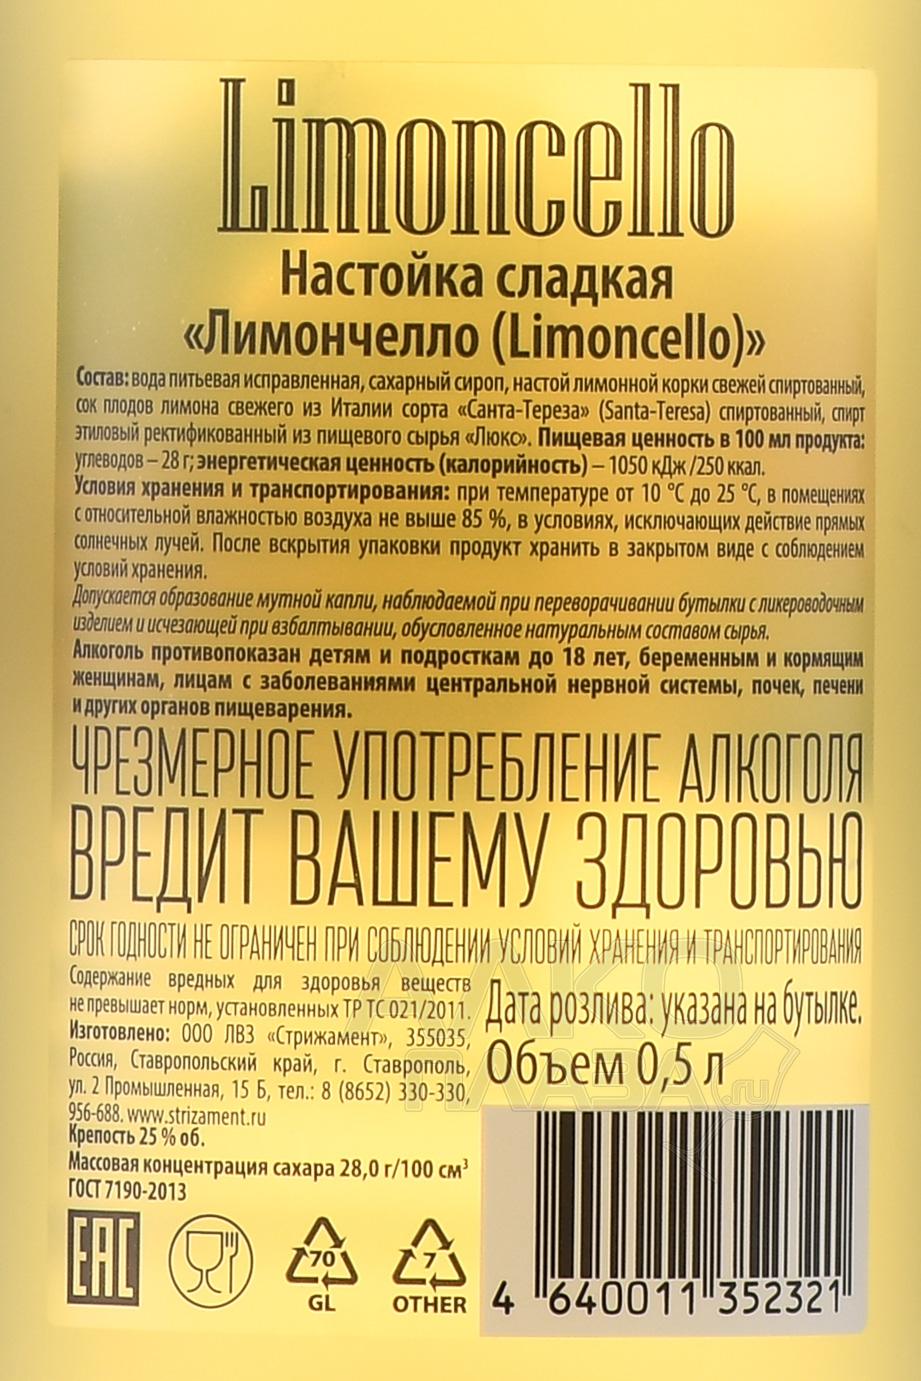 Limoncello
Настойка сладкая
«Лимончелло (Limoncello)»
Состав: вода питьевая исправленная, сахарный сироп, настой лимонной корки свежей спиртованный,
сок плодов лимона свежего из Италии сорта «Санта-Тереза» (Santa-Teresa) спиртованный, спирт
этиловый ректификованный из пищевого сырья «Люкс». Пищевая ценность в 100 мл продукта:
углеводов – 28 г; энергетическая ценность (калорийность) – 1050 кДж /250 ккал.
Условия хранения и транспортирования: при температуре от 10 °С до 25 °С, в помещениях
с относительной влажностью воздуха не выше 85 %, в условиях, исключающих действие прямых
солнечных лучей. После вскрытия упаковки продукт хранить в закрытом виде с соблюдением
условий хранения.
Допускается образование мутной капли, наблюдаемой при переворачивании бутылки с ликероводочным
изделием и исчезающей при взбалтывании, обусловленное натуральным составом сырья.
Алкоголь противопоказан детям и подросткам до 18 лет, беременным и кормящим
женщинам, лицам с заболеваниями центральной нервной системы, почек, печени
и других органов пищеварения.
ЧРЕЗМЕРНОЕ УПОТРЕБЛЕНИЕ АЛКОГОЛЯ
ВРЕДИТ ВАШЕМУ ЗДОРОВЬЮ
СРОК ГОДНОСТИ НЕ ОГРАНИЧЕН ПРИ СОБЛЮДЕНИИ УСЛОВИЙ ХРАНЕНИЯ И ТРАНСПОРТИРОВАНИЯ
Содержание вредных для здоровья веществ
не превышает норм, установленных ТР ТС 021/2011.
Изготовлено: ООО ЛВЗ «Стрижамент», 355035,
Россия, Ставропольский край, г. Ставрополь,
ул. 2 Промышленная, 15 Б, тел.: 8 (8652) 330-330,
956-688. www.strizament.ru
Крепость 25 % об.
Массовая концентрация сахара 28,0 г/100 см³
ГОСТ 7190-2013
Дата розлива: указана на бутылке.
Объем 0,5 л
EAC
70
GL
7
OTHER
4 640011 352321